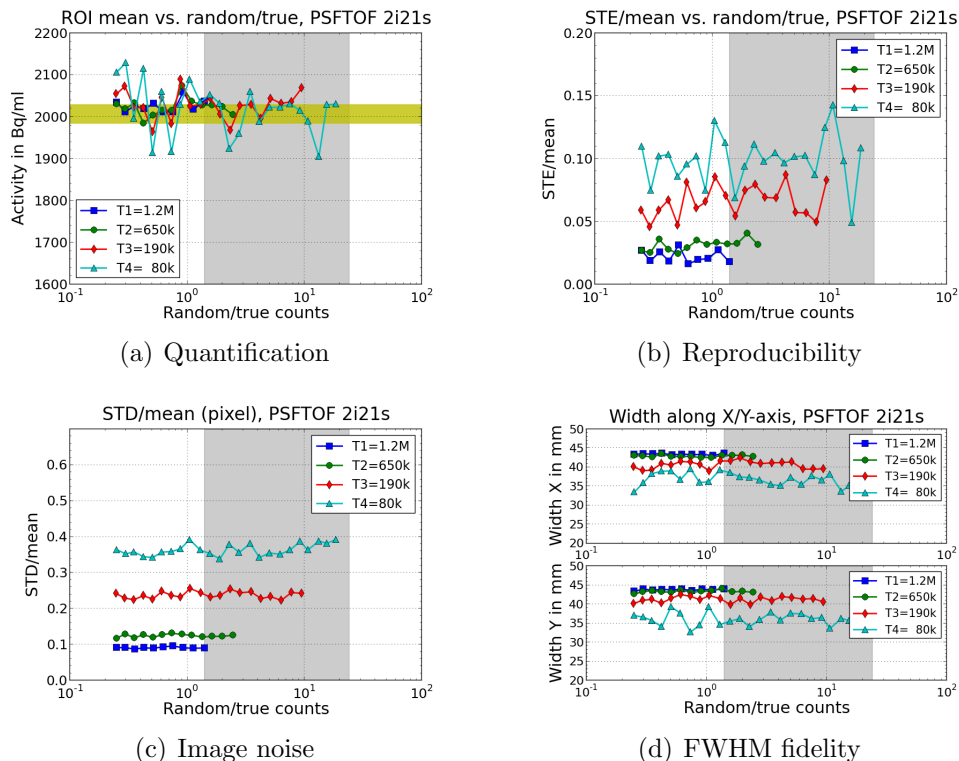 ROI mean vs. random/true, PSFTOF 2i21s
2200
2100
2000
1900
1800
1700
1600
Activity in Bq/ml
T1=1.2M
T2=650k
T3=190k
T4= 80k
10^-1
10^0
10^1
10^2
Random/true counts
(a) Quantification
STE/mean vs. random/true, PSFTOF 2i21s
0.20
0.15
0.10
0.05
0.00
STE/mean
T1=1.2M
T2=650k
T3=190k
T4= 80k
10^-1
10^0
10^1
10^2
Random/true counts
(b) Reproducibility
STD/mean (pixel), PSFTOF 2i21s
0.6
0.5
0.4
0.3
0.2
0.1
0.0
STD/mean
T1=1.2M
T2=650k
T3=190k
T4=80k
10^-1
10^0
10^1
10^2
Random/true counts
(c) Image noise
Width along X/Y-axis, PSFTOF 2i21s
50
45
40
35
30
25
20
Width X in mm
T1=1.2M
T2=650k
T3=190k
T4= 80k
10^-1
10^0
10^1
10^2
50
45
40
35
30
25
20
Width Y in mm
T1=1.2M
T2=650k
T3=190k
T4= 80k
10^-1
10^0
10^1
10^2
Random/true counts
(d) FWHM fidelity